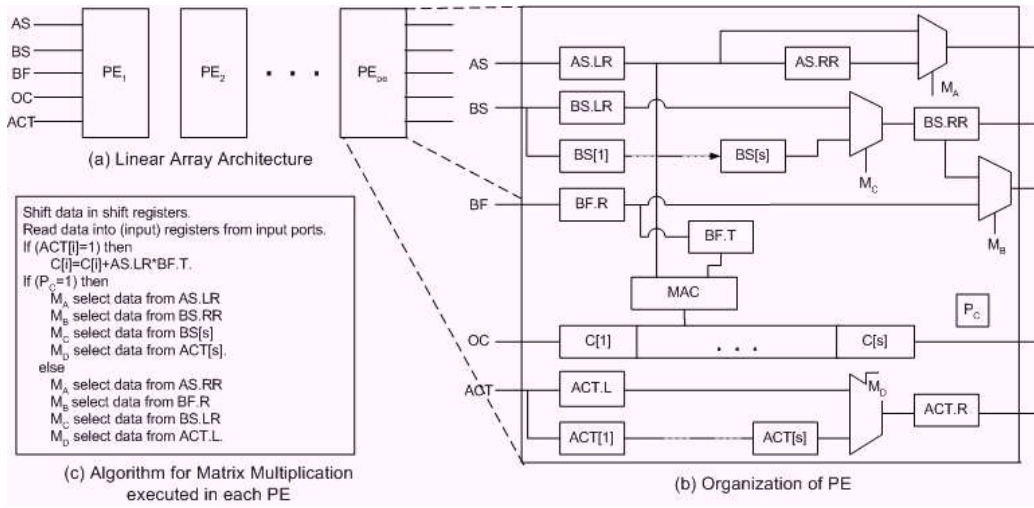 AS
BS
BF
OC
ACT
PE1
PE2
. . .
PEpe
(a) Linear Array Architecture
Shift data in shift registers.
Read data into (input) registers from input ports.
If (ACT[i]=1) then
C[i]=C[i]+AS.LR*BF.T.
If (PC=1) then
MA select data from AS.LR
MB select data from BS.RR
MC select data from BS[s]
MD select data from ACT[s].
else
MA select data from AS.RR
MB select data from BF.R
MC select data from BS.LR
MD select data from ACT.L.
(c) Algorithm for Matrix Multiplication
executed in each PE
AS
AS.LR
AS.RR
MA
BS
BS.LR
BS.RR
BS[1]
BS[s]
MC
BF
BF.R
BF.T
MB
MAC
PC
OC
C[1]
. . .
C[s]
ACT
ACT.L
MD
ACT.R
ACT[1]
ACT[s]
(b) Organization of PE